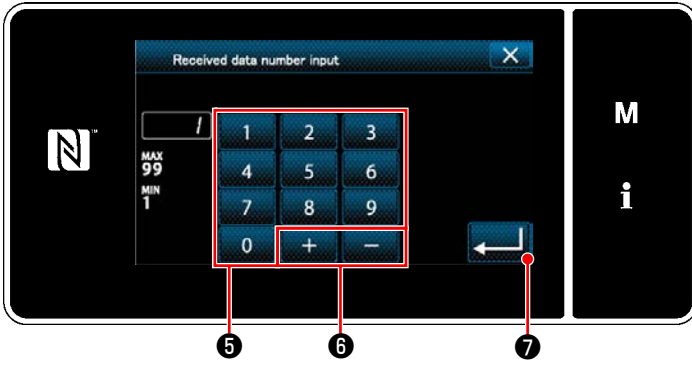 Received data number input X
1
MAX
99
MIN
1
1 2 3
4 5 6
7 8 9
0 + −
N™
M
i
❺ ❻ ❼